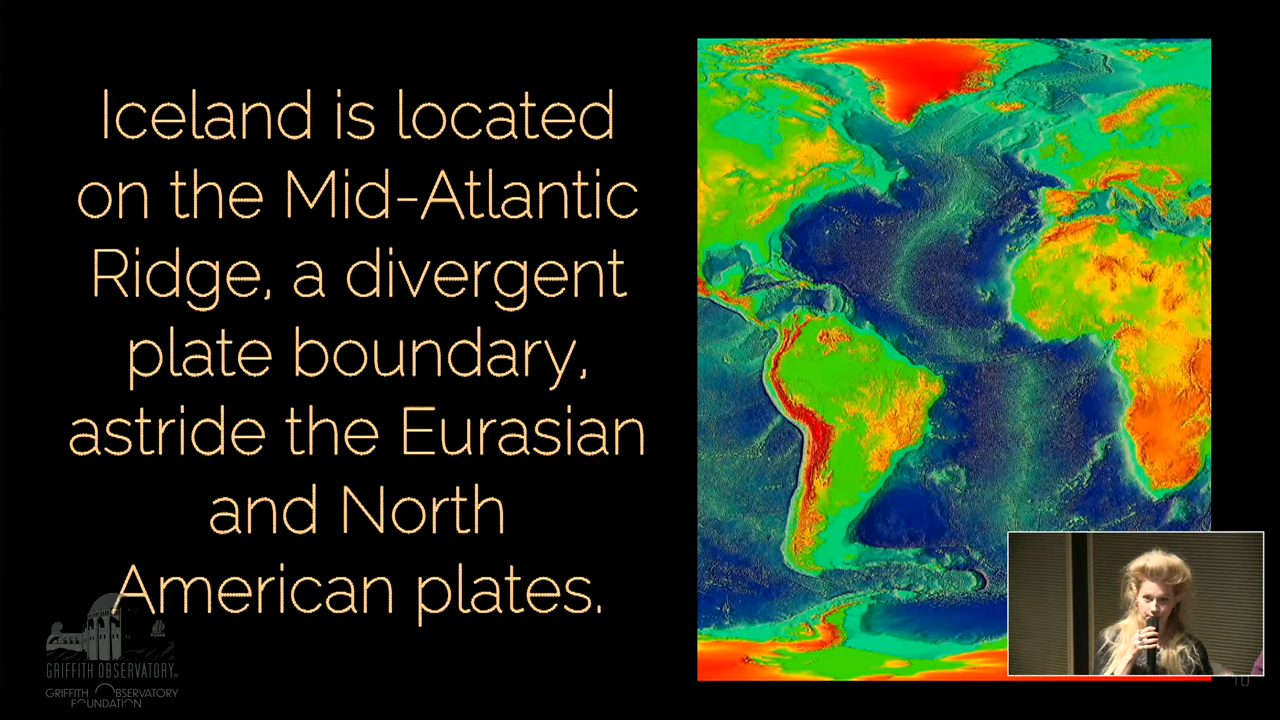 Iceland is located
on the Mid-Atlantic
Ridge, a divergent
plate boundary,
astride the Eurasian
and North
American plates.
GRIFFITH OBSERVATORY
GRIFFITH OBSERVATORY
FOUNDATION